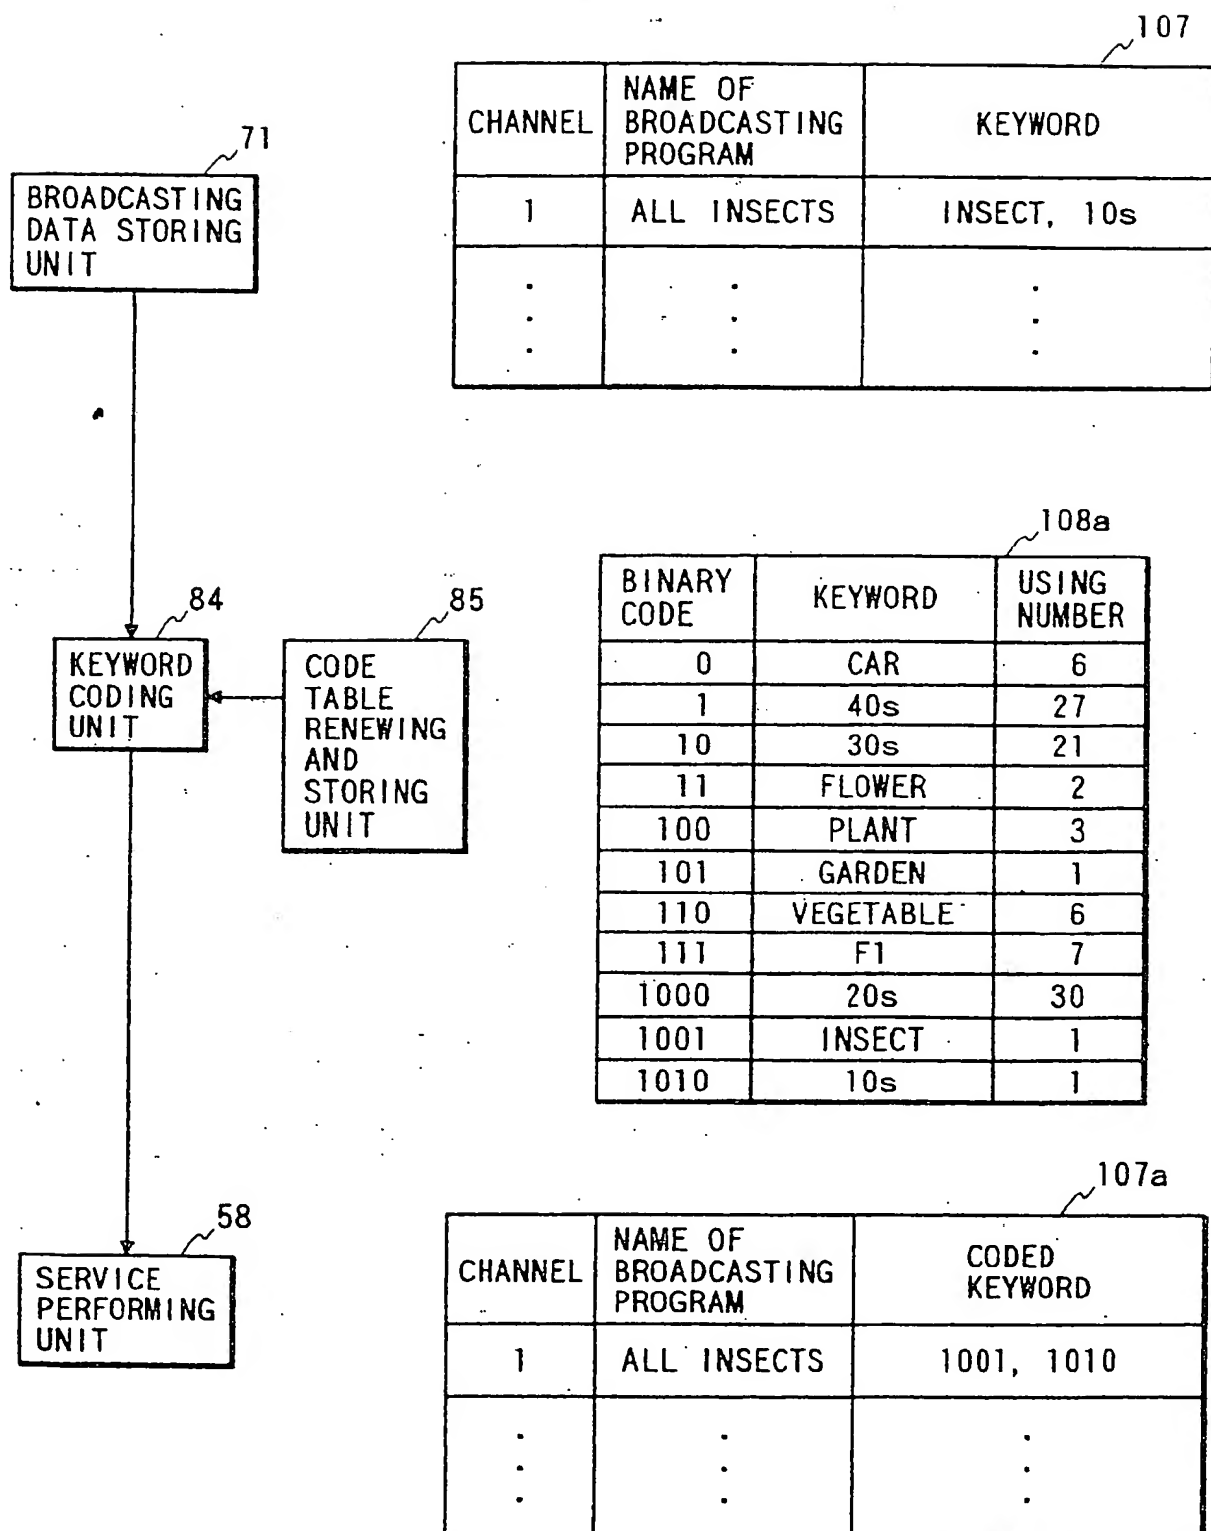 107
CHANNEL NAME OF BROADCASTING PROGRAM KEYWORD
1 ALL INSECTS INSECT, 10s
71
BROADCASTING
DATA STORING
UNIT
108a
BINARY CODE KEYWORD USING NUMBER
0 CAR 6
1 40s 27
10 30s 21
11 FLOWER 2
100 PLANT 3
101 GARDEN 1
110 VEGETABLE 6
111 F1 7
1000 20s 30
1001 INSECT 1
1010 10s 1
84
KEYWORD
CODING
UNIT
85
CODE
TABLE
RENEWING
AND
STORING
UNIT
58
SERVICE
PERFORMING
UNIT
107a
CHANNEL NAME OF BROADCASTING PROGRAM CODED KEYWORD
1 ALL INSECTS 1001, 1010